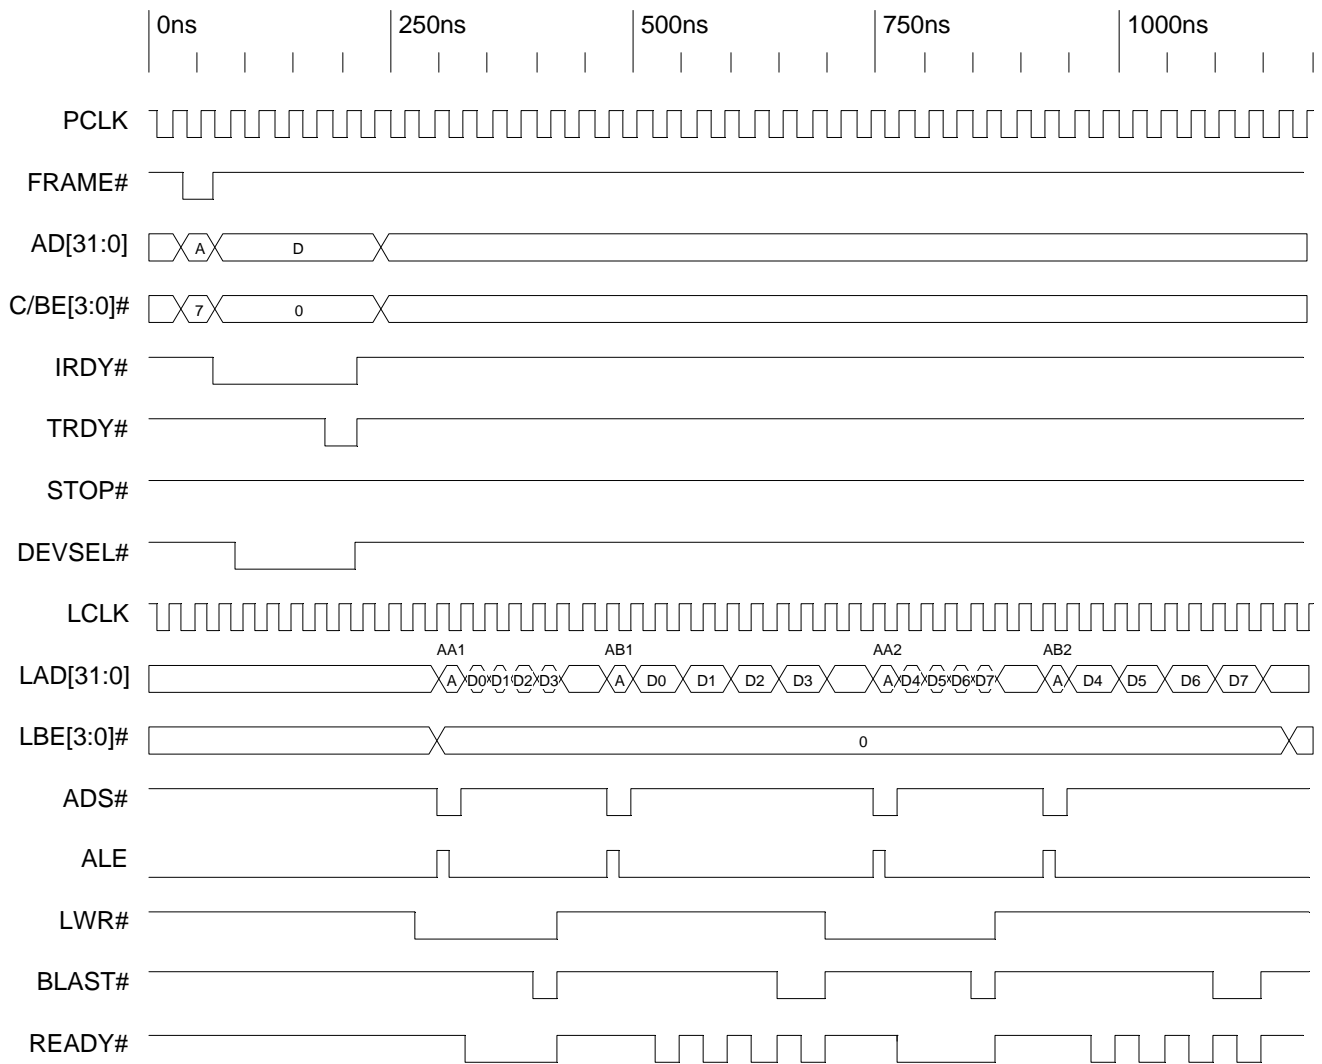 0ns 250ns 500ns 750ns 1000ns
PCLK
FRAME#
AD[31:0] A D
C/BE[3:0]# 7 0
IRDY#
TRDY#
STOP#
DEVSEL#
LCLK
AA1 AB1 AA2 AB2
LAD[31:0] A D0 D1 D2 D3 A D0 D1 D2 D3 A D4 D5 D6 D7 A D4 D5 D6 D7
LBE[3:0]# 0
ADS#
ALE
LWR#
BLAST#
READY#